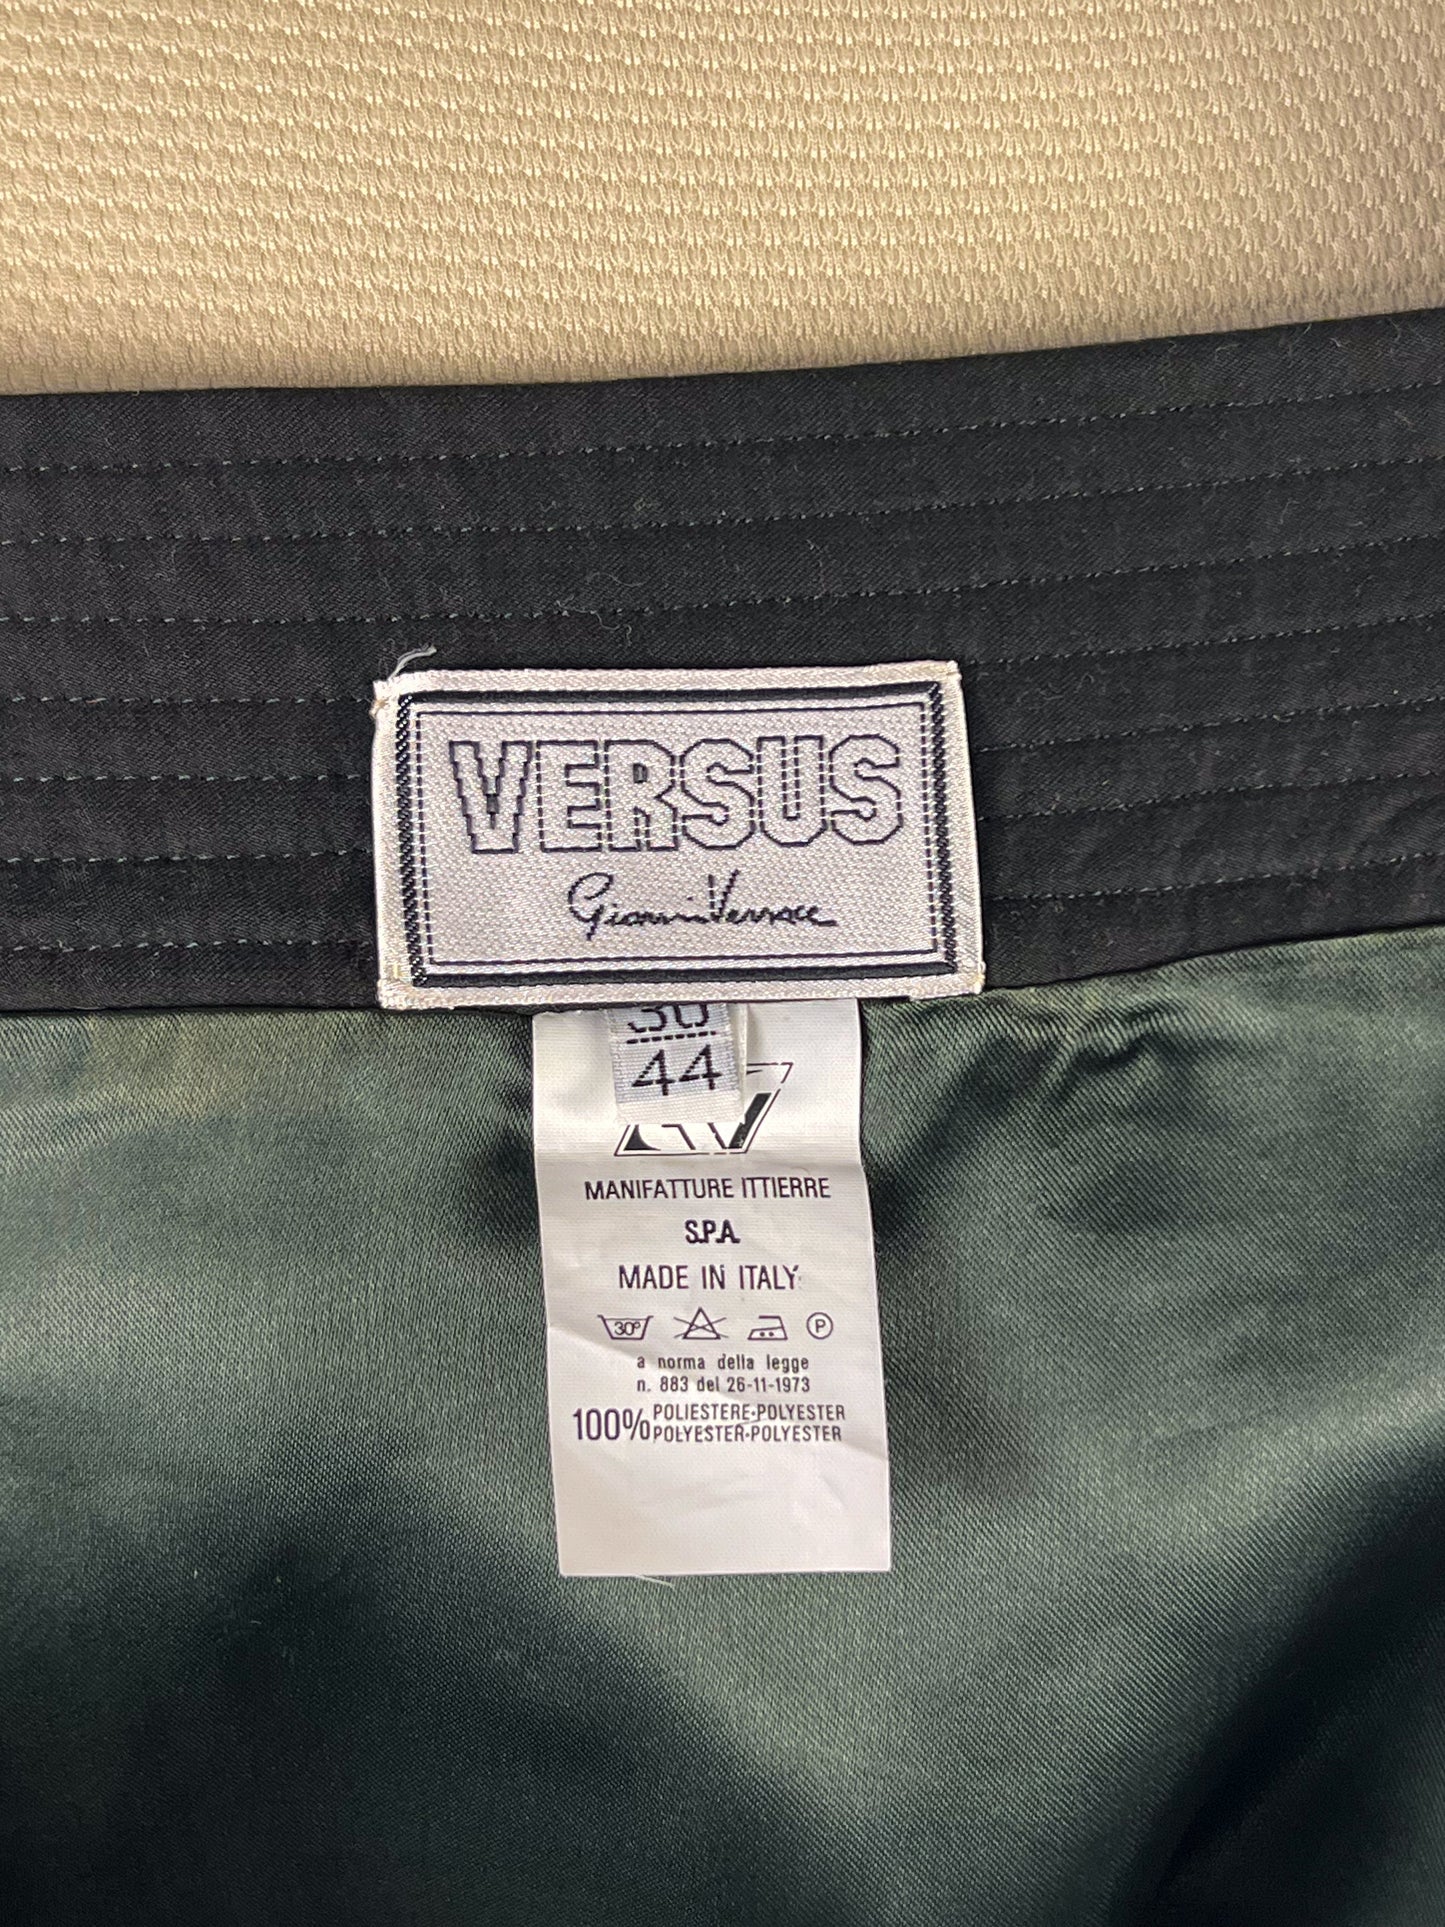 VERSUS
Gianni Versace
30
44
MANIFATTURE ITTIERRE
S.P.A.
MADE IN ITALY
30° P
a norma della legge
n. 883 del 26-11-1973
100% POLIESTERE-POLYESTER
POLYESTER-POLYESTER